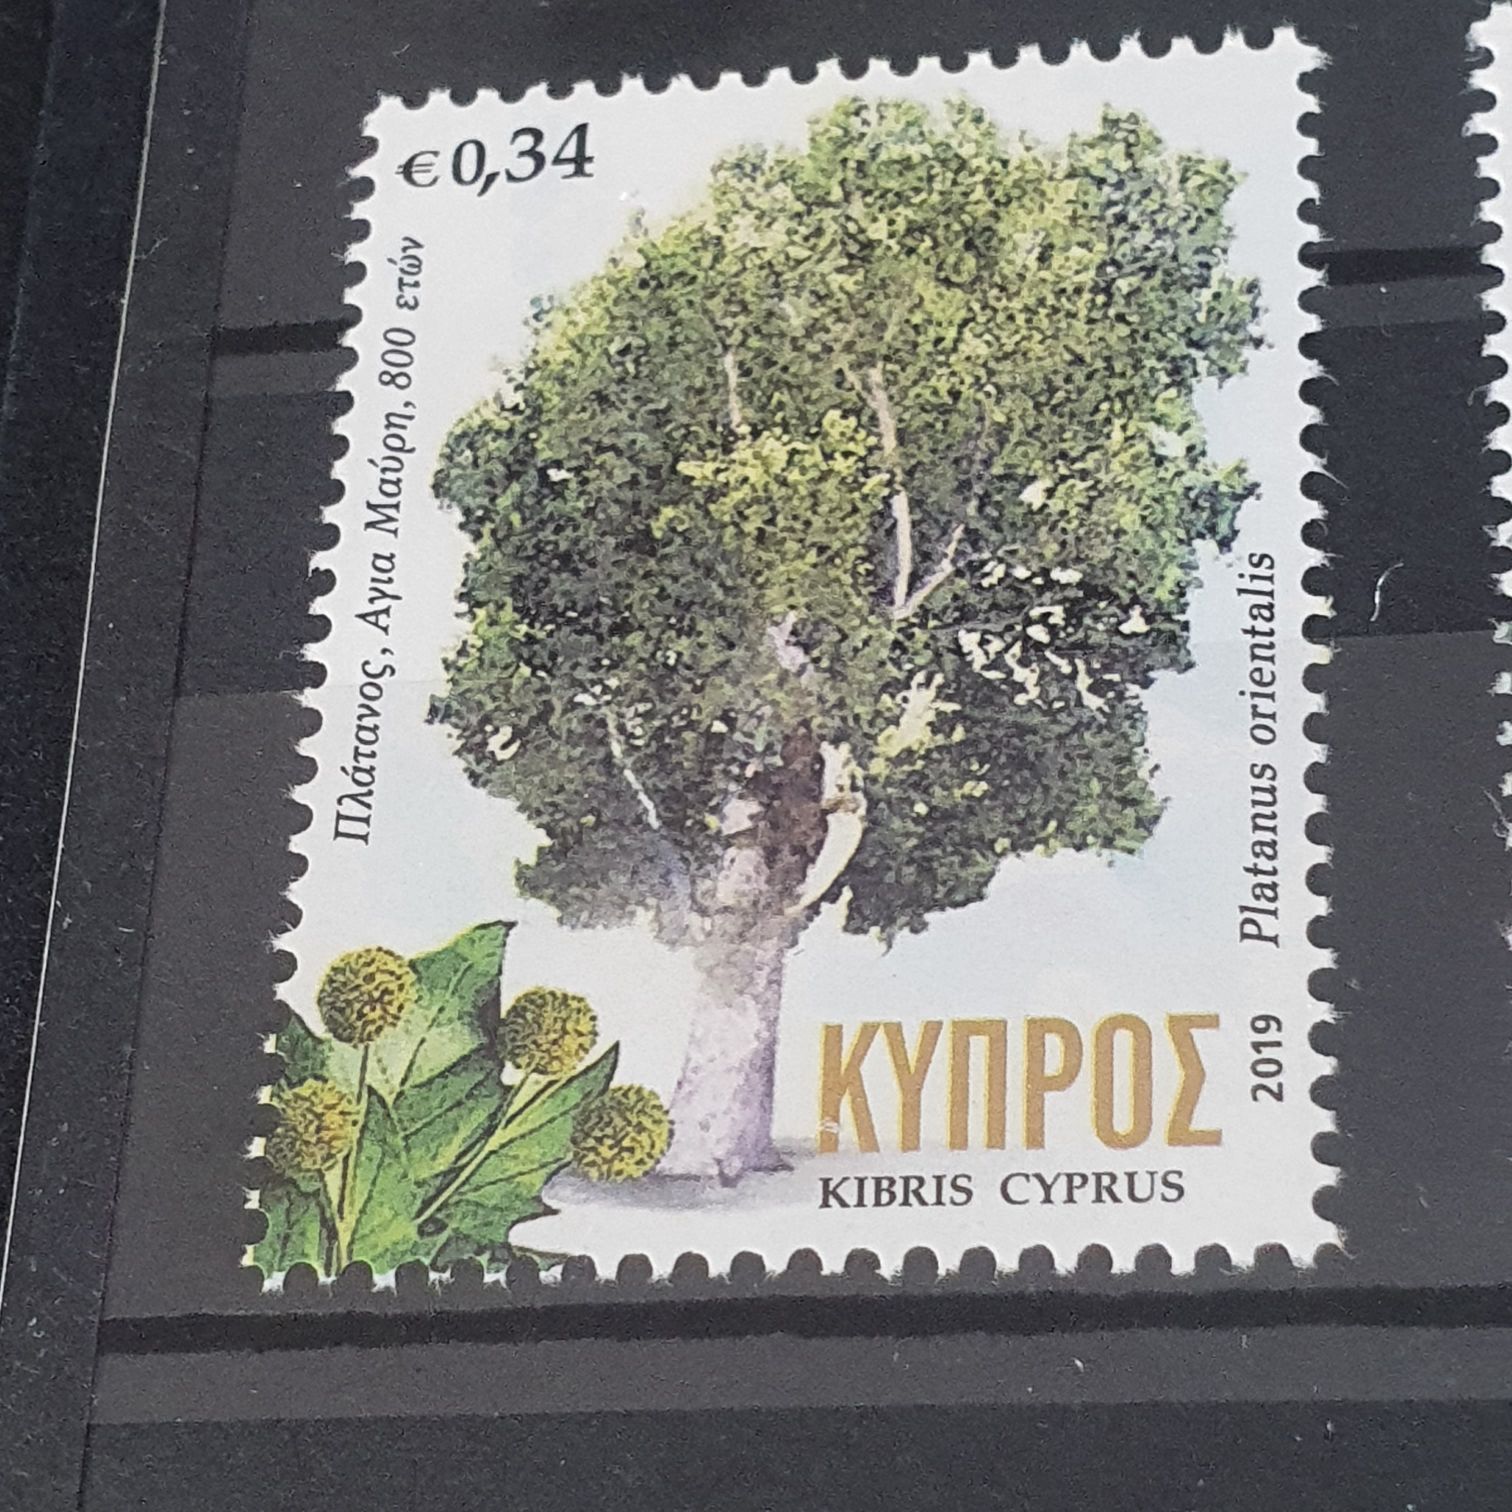 €0,34
Πλάτανος, Αγια Μαύρη, 800 ετών
Platanus orientalis
2019
ΚΥΠΡΟΣ
KIBRIS CYPRUS